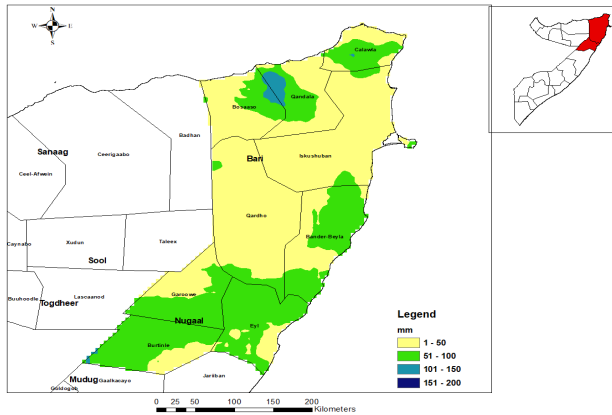 N
W E
S
Calawla
Bossaso
Qandala
Badhan
Sanaag
Ceerigaabo
Ceel-Afwein
Bari
Iskushuban
Qardho
Bander-Beyla
Caynabo
Xudun
Taleex
Sool
Buuhoodle
Lascaanod
Togdheer
Garoowe
Nugaal
Eyl
Burtinle
Mudug
Gaalkacayo
Jariiban
Goldogob
Legend
mm
1 - 50
51 - 100
101 - 150
151 - 200
0 25 50 100 150 200
Kilometers